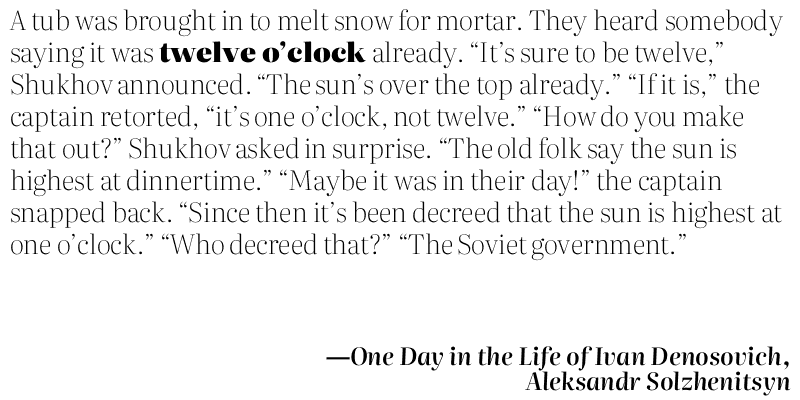 A tub was brought in to melt snow for mortar. They heard somebody
saying it was twelve o’clock already. “It’s sure to be twelve,”
Shukhov announced. “The sun’s over the top already.” “If it is,” the
captain retorted, “it’s one o’clock, not twelve.” “How do you make
that out?” Shukhov asked in surprise. “The old folk say the sun is
highest at dinnertime.” “Maybe it was in their day!” the captain
snapped back. “Since then it’s been decreed that the sun is highest at
one o’clock.” “Who decreed that?” “The Soviet government.”
—One Day in the Life of Ivan Denosovich,
Aleksandr Solzhenitsyn